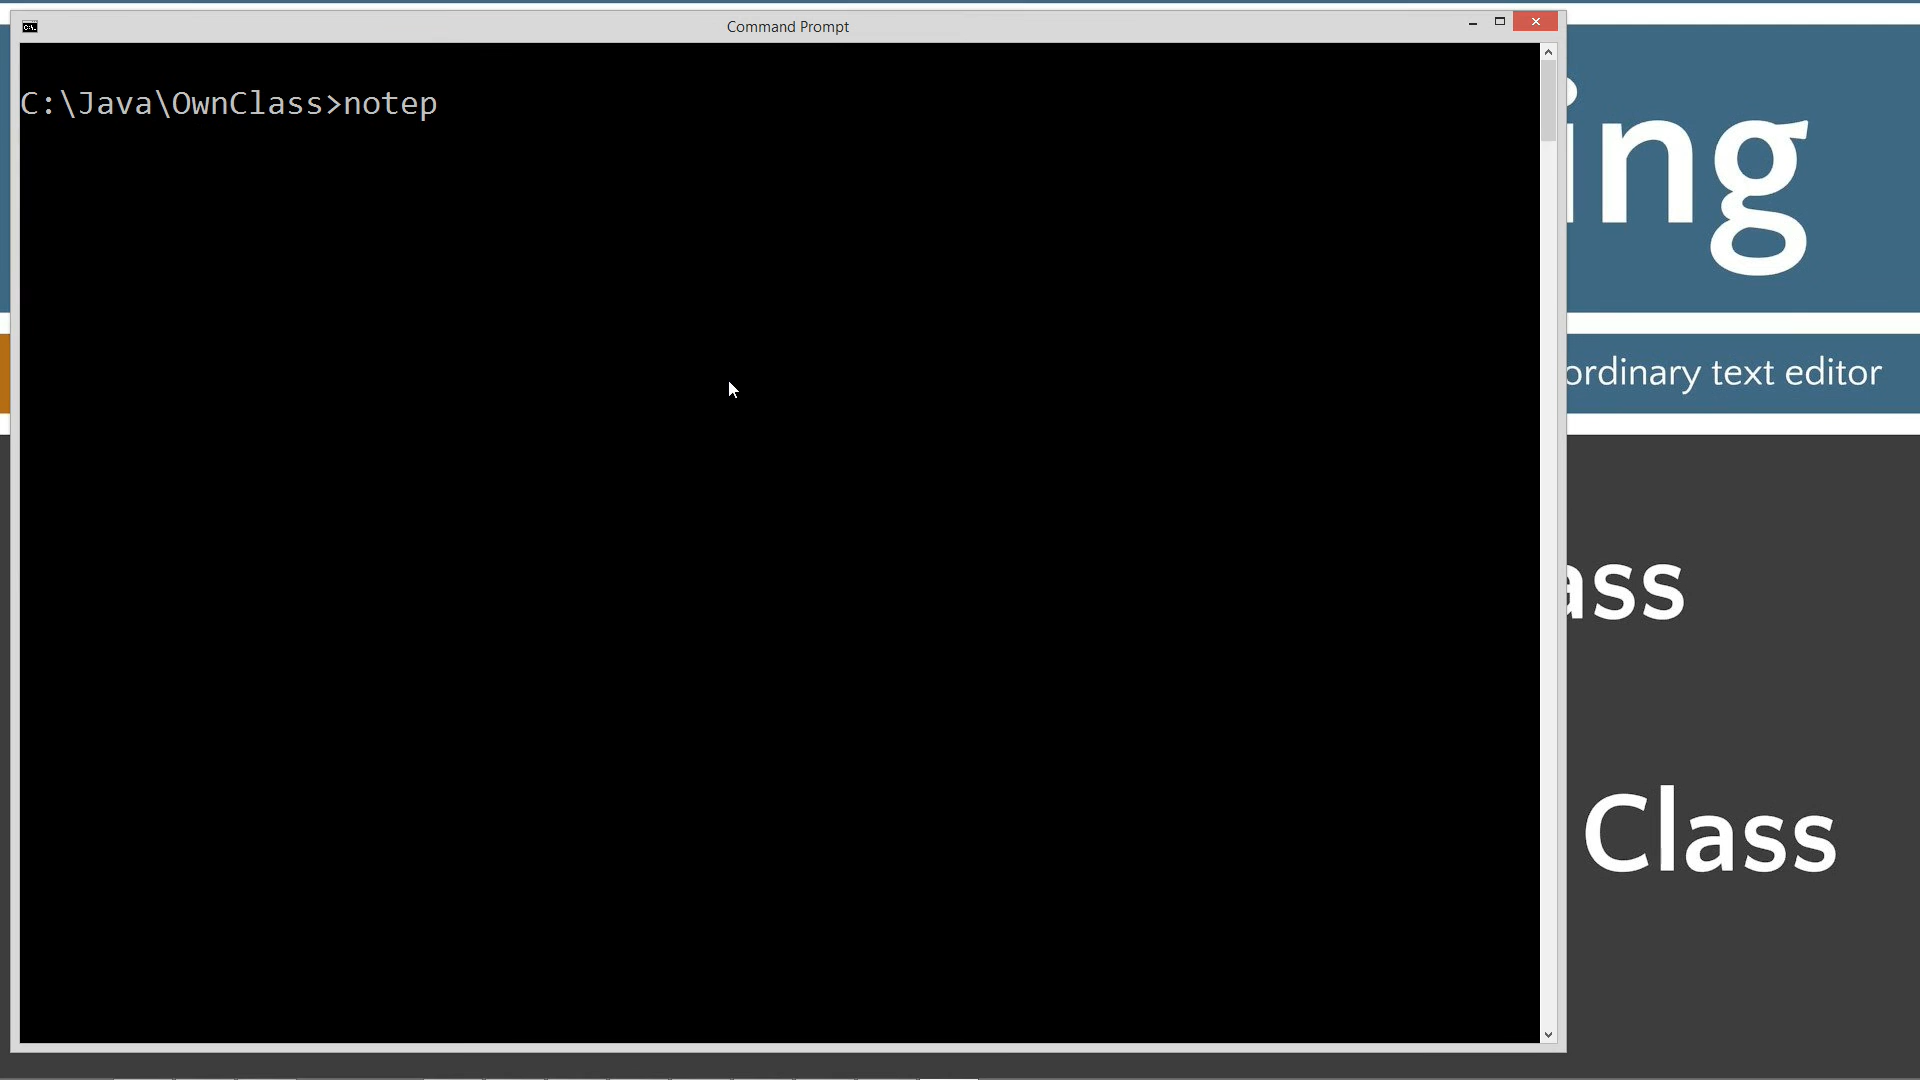 Command Prompt
C:\Java\OwnClass>notep
ing
ordinary text editor
ass
Class